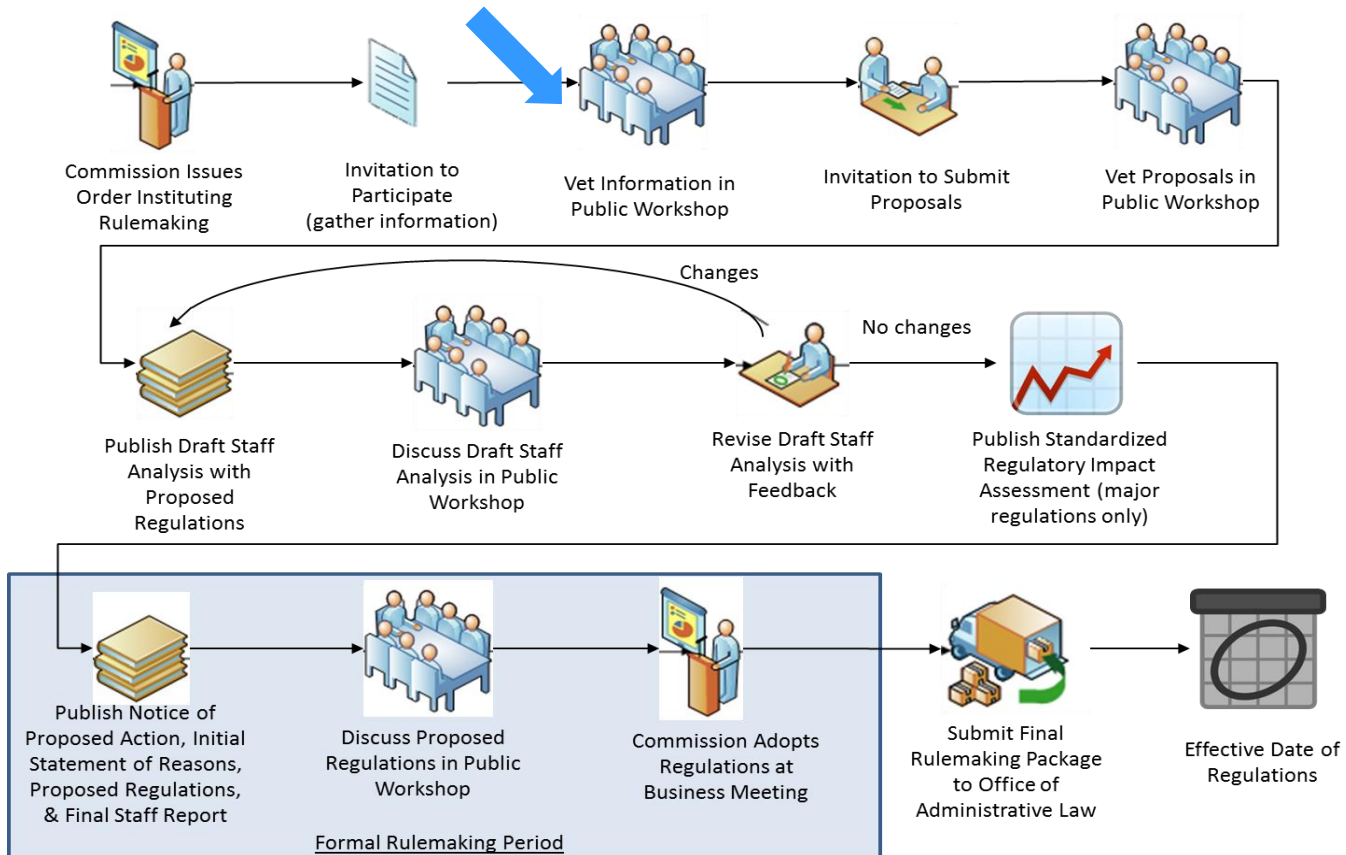 Commission Issues
Order Instituting
Rulemaking
Invitation to
Participate
(gather information)
Vet Information in
Public Workshop
Invitation to Submit
Proposals
Vet Proposals in
Public Workshop
Changes
No changes
Publish Draft Staff
Analysis with
Proposed
Regulations
Discuss Draft Staff
Analysis in Public
Workshop
Revise Draft Staff
Analysis with
Feedback
Publish Standardized
Regulatory Impact
Assessment (major
regulations only)
Publish Notice of
Proposed Action, Initial
Statement of Reasons,
Proposed Regulations,
& Final Staff Report
Discuss Proposed
Regulations in Public
Workshop
Commission Adopts
Regulations at
Business Meeting
Submit Final
Rulemaking Package
to Office of
Administrative Law
Effective Date of
Regulations
Formal Rulemaking Period